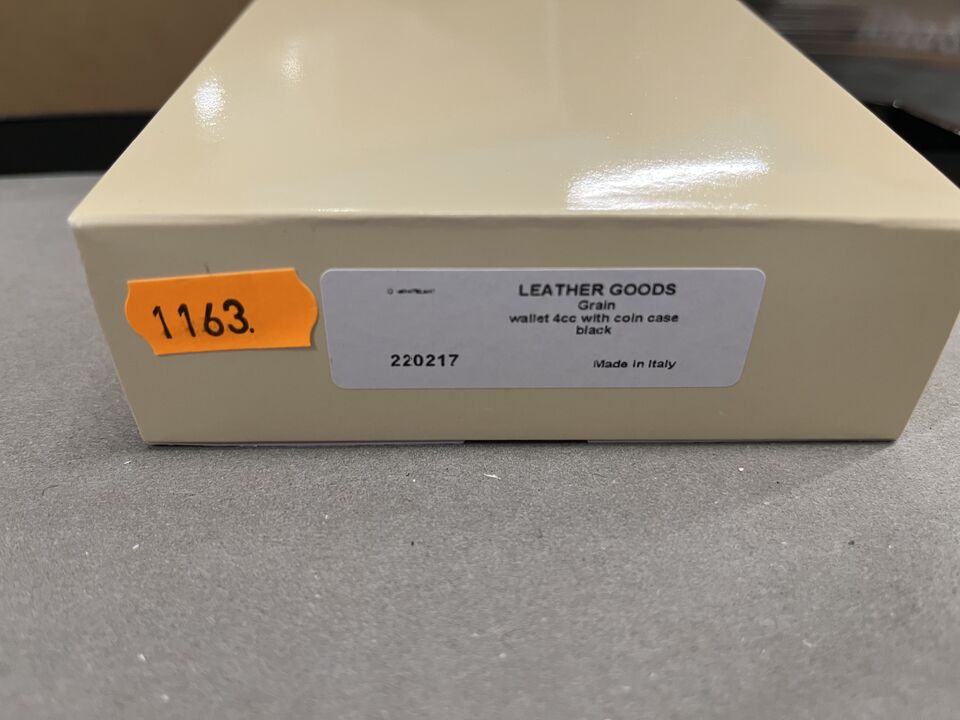 1163.
LEATHER GOODS
Grain
wallet 4cc with coin case
black
220217
Made in Italy